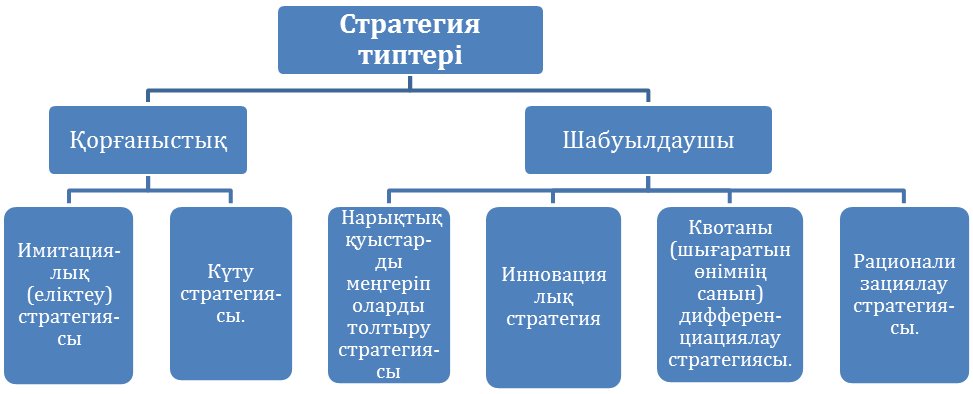 Стратегия
типтері
Қорғаныстық
Шабуылдаушы
Имитация-
лық
(еліктеу)
стратегия-
сы
Күту
стратегия-
сы.
Нарықтық
қуыстар-
ды
меңгеріп
оларды
толтыру
стратегия-
сы
Инновация
лық
стратегия
Квотаны
(шығаратын
өнімнің
санын)
дифферен-
циациялау
стратегиясы.
Рационали
зациялау
стратегия-
сы.